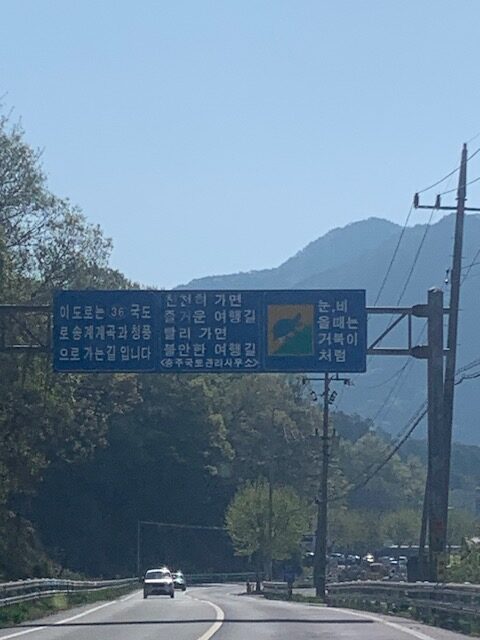 이 도로는 36 국도
로 송계계곡과 청풍
으로 가는길 입니다
천천히 가면
즐거운 여행길
빨리 가면
불안한 여행길
<충주국토관리사무소>
눈,비
올때는
거북이
처럼